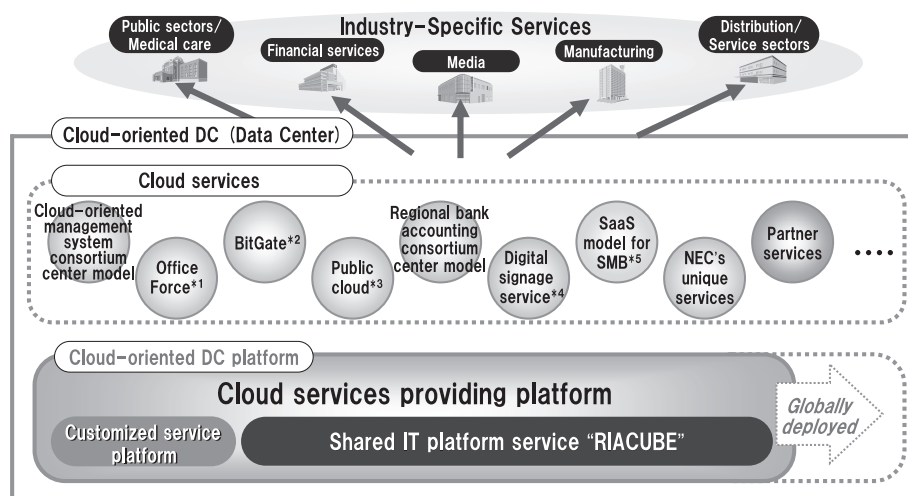 Industry-Specific Services
Public sectors/
Medical care
Financial services
Media
Manufacturing
Distribution/
Service sectors
Cloud-oriented DC (Data Center)
Cloud services
Cloud-oriented
management
system
consortium
center model
Office
Force*1
BitGate*2
Public
cloud*3
Regional bank
accounting
consortium
center model
Digital
signage
service*4
SaaS
model for
SMB*5
NEC's
unique
services
Partner
services
••••
Cloud-oriented DC platform
Cloud services providing platform
Customized service
platform
Shared IT platform service “RIACUBE”
Globally
deployed